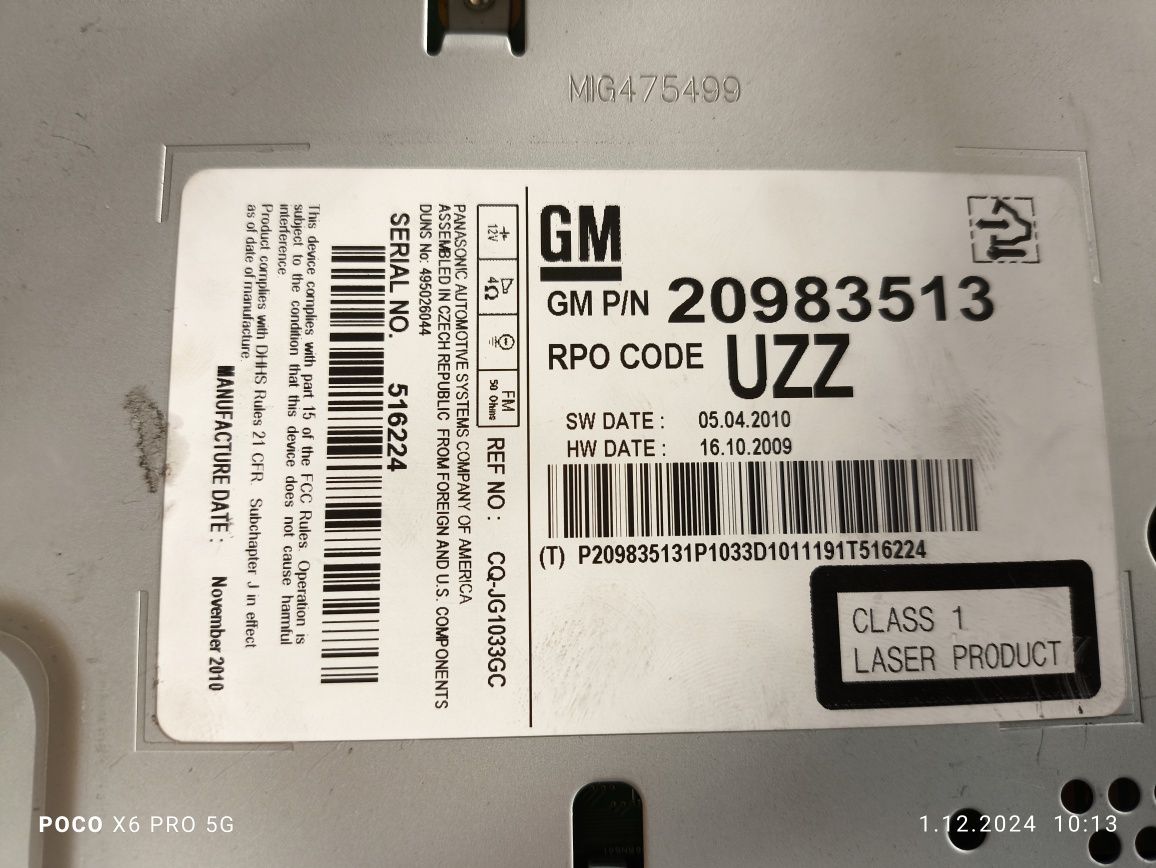 MIG475499
GM
GM P/N 20983513
RPO CODE UZZ
SW DATE : 05.04.2010
HW DATE : 16.10.2009
(T) P209835131P1033D1011191T516224
CLASS 1
LASER PRODUCT
12V
4Ω
FM
50 Ohms
REF NO : CQ-JG1033GC
PANASONIC AUTOMOTIVE SYSTEMS COMPANY OF AMERICA
ASSEMBLED IN CZECH REPUBLIC FROM FOREIGN AND U.S. COMPONENTS
DUNS No: 495026044
SERIAL NO. 516224
This device complies with part 15 of the FCC Rules. Operation is
subject to the condition that this device does not cause harmful
interference.
Product complies with DHHS Rules 21 CFR Subchapter J in effect
as of date of manufacture.
MANUFACTURE DATE : November 2010
POCO X6 PRO 5G
1.12.2024 10:13